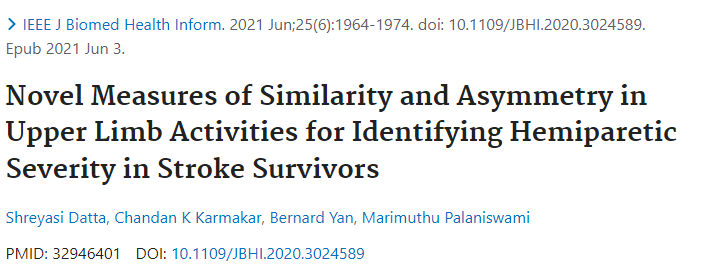 > IEEE J Biomed Health Inform. 2021 Jun;25(6):1964-1974. doi: 10.1109/JBHI.2020.3024589.
Epub 2021 Jun 3.
Novel Measures of Similarity and Asymmetry in
Upper Limb Activities for Identifying Hemiparetic
Severity in Stroke Survivors
Shreyasi Datta, Chandan K Karmakar, Bernard Yan, Marimuthu Palaniswami
PMID: 32946401 DOI: 10.1109/JBHI.2020.3024589